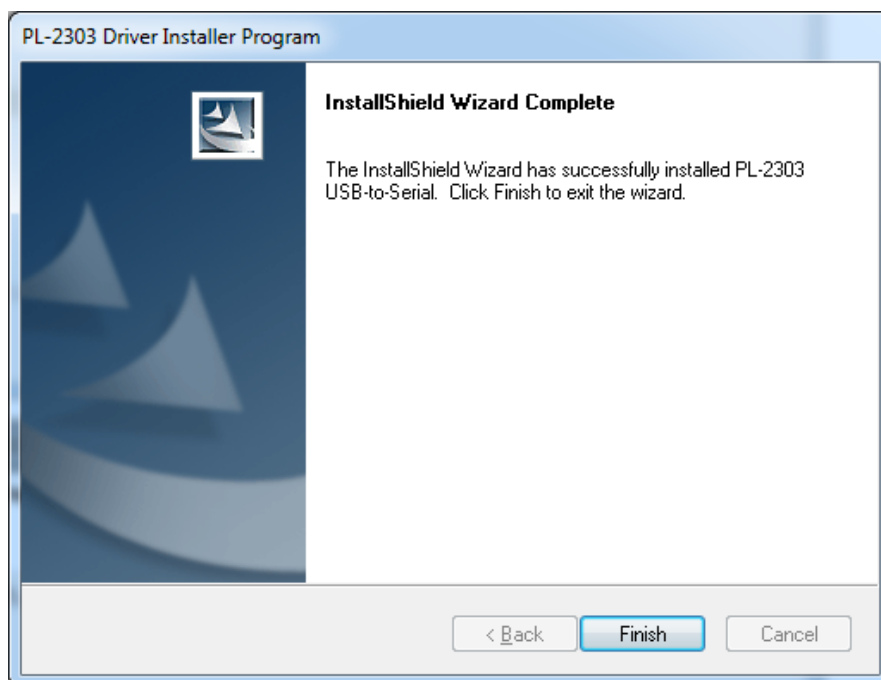 PL-2303 Driver Installer Program
InstallShield Wizard Complete
The InstallShield Wizard has successfully installed PL-2303
USB-to-Serial. Click Finish to exit the wizard.
< Back
Finish
Cancel